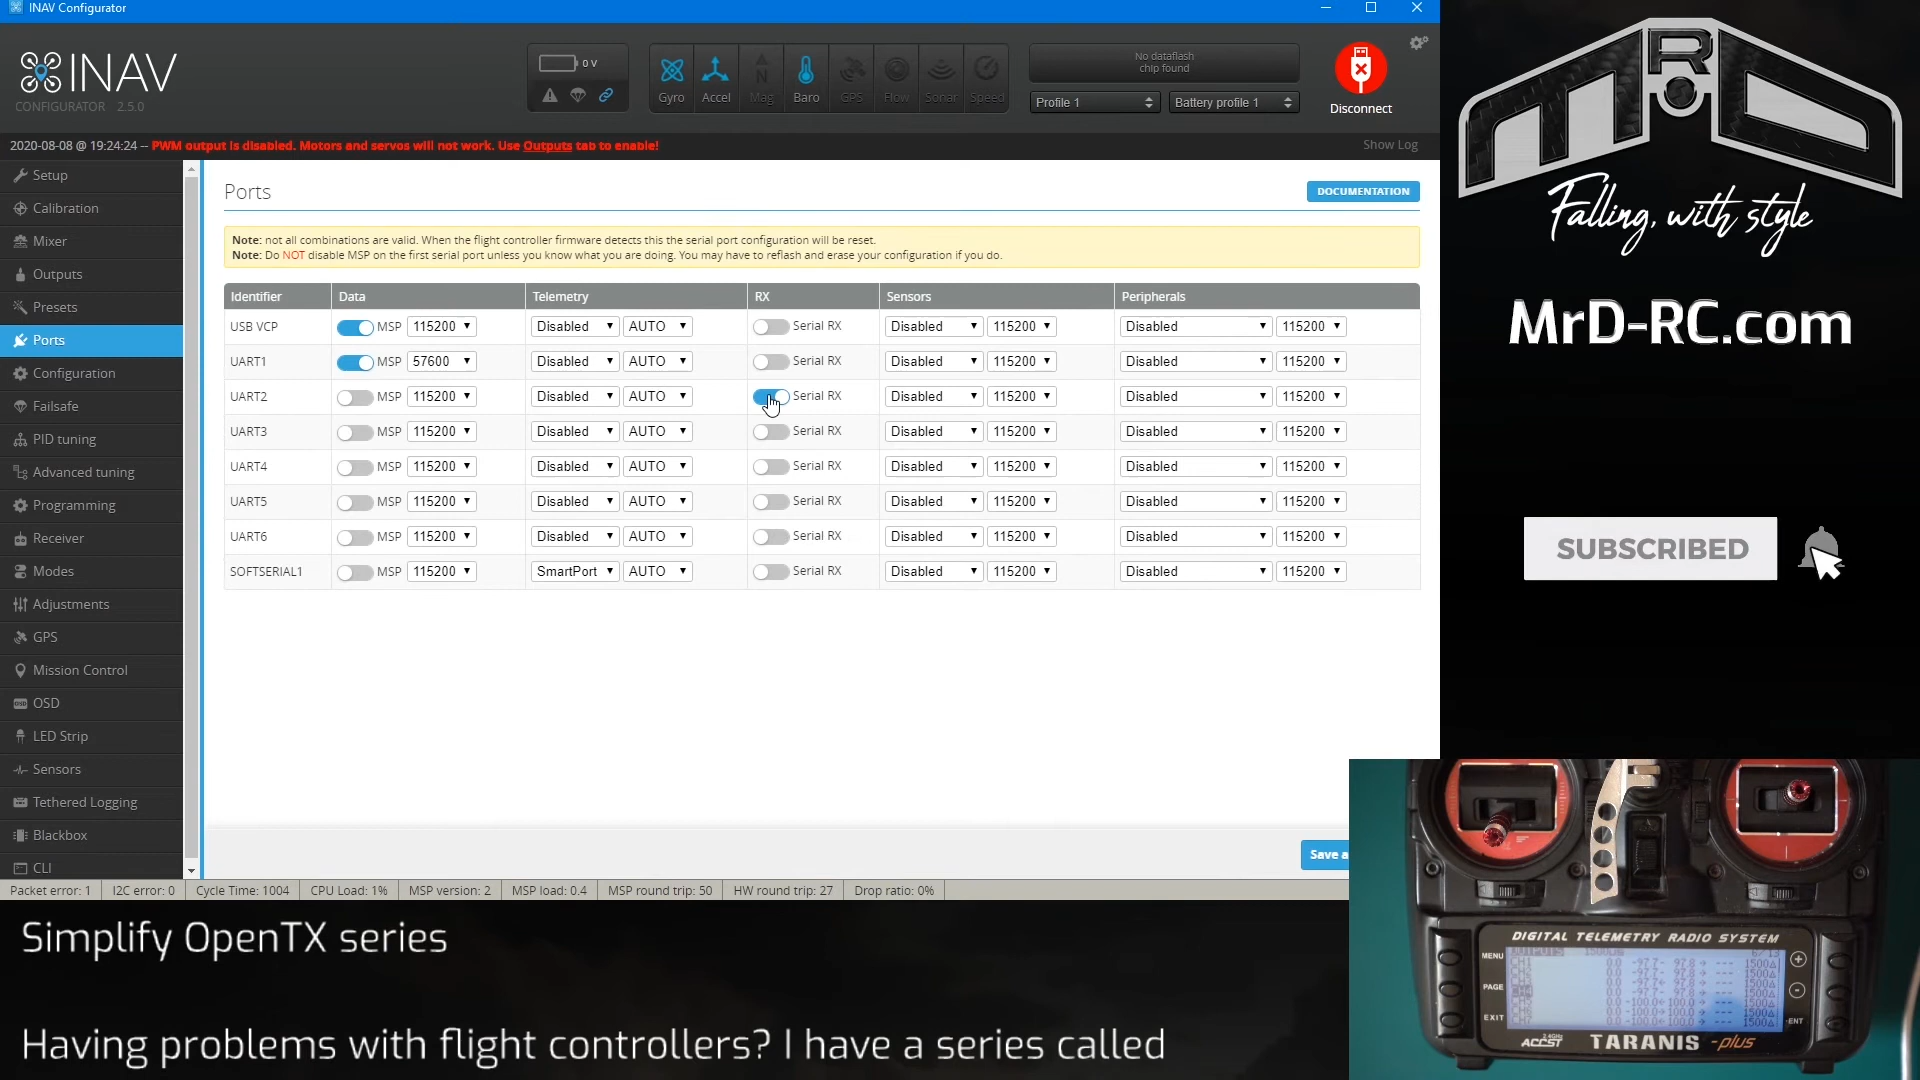 INAV Configurator
INAV
CONFIGURATOR 2.5.0
0 V
Gyro Accel Mag Baro GPS Flow Sonar Speed
No dataflash
chip found
Profile 1 Battery profile 1
Disconnect
2020-08-08 @ 19:24:24 -- PWM output is disabled. Motors and servos will not work. Use Outputs tab to enable!
Show Log
Setup
Calibration
Mixer
Outputs
Presets
Ports
Configuration
Failsafe
PID tuning
Advanced tuning
Programming
Receiver
Modes
Adjustments
GPS
Mission Control
OSD
LED Strip
Sensors
Tethered Logging
Blackbox
CLI
Ports
DOCUMENTATION
Note: not all combinations are valid. When the flight controller firmware detects this the serial port configuration will be reset.
Note: Do NOT disable MSP on the first serial port unless you know what you are doing. You may have to reflash and erase your configuration if you do.
Identifier Data Telemetry RX Sensors Peripherals
USB VCP MSP 115200 Disabled AUTO Serial RX Disabled 115200 Disabled 115200
UART1 MSP 57600 Disabled AUTO Serial RX Disabled 115200 Disabled 115200
UART2 MSP 115200 Disabled AUTO Serial RX Disabled 115200 Disabled 115200
UART3 MSP 115200 Disabled AUTO Serial RX Disabled 115200 Disabled 115200
UART4 MSP 115200 Disabled AUTO Serial RX Disabled 115200 Disabled 115200
UART5 MSP 115200 Disabled AUTO Serial RX Disabled 115200 Disabled 115200
UART6 MSP 115200 Disabled AUTO Serial RX Disabled 115200 Disabled 115200
SOFTSERIAL1 MSP 115200 SmartPort AUTO Serial RX Disabled 115200 Disabled 115200
Save a
Packet error: 1 I2C error: 0 Cycle Time: 1004 CPU Load: 1% MSP version: 2 MSP load: 0.4 MSP round trip: 50 HW round trip: 27 Drop ratio: 0%
Falling, with style
MrD-RC.com
SUBSCRIBED
Simplify OpenTX series
Having problems with flight controllers? I have a series called
DIGITAL TELEMETRY RADIO SYSTEM
MENU
PAGE
EXIT
ENT
2.4GHz
ACCST TARANIS -plus